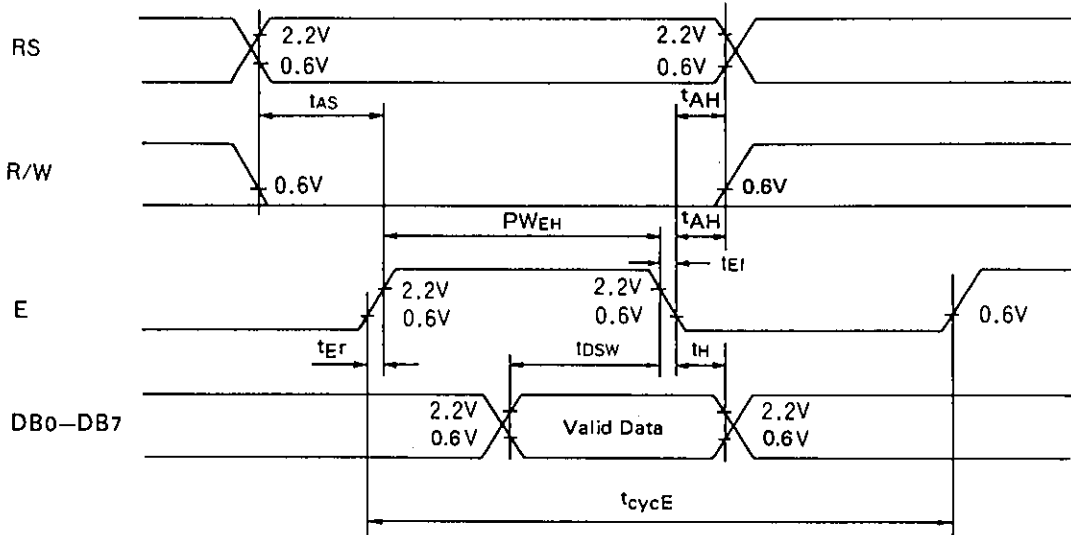 RS
2.2V
0.6V
2.2V
0.6V
tAS
tAH
R/W
0.6V
0.6V
PWEH
tAH
tEf
E
2.2V
0.6V
2.2V
0.6V
0.6V
tEr
tDSW
tH
DB0–DB7
2.2V
0.6V
Valid Data
2.2V
0.6V
tcycE